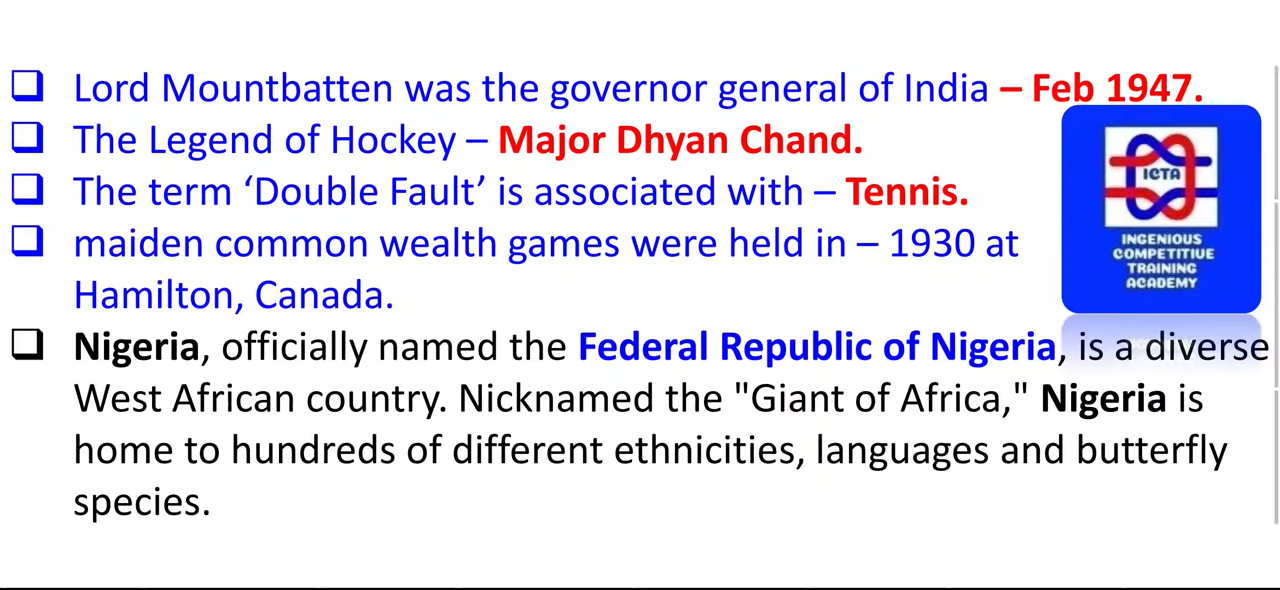 Lord Mountbatten was the governor general of India – Feb 1947.
The Legend of Hockey – Major Dhyan Chand.
The term ‘Double Fault’ is associated with – Tennis.
maiden common wealth games were held in – 1930 at
Hamilton, Canada.
ICTA
INGENIOUS
COMPETITIVE
TRAINING
ACADEMY
Nigeria, officially named the Federal Republic of Nigeria, is a diverse
West African country. Nicknamed the "Giant of Africa," Nigeria is
home to hundreds of different ethnicities, languages and butterfly
species.